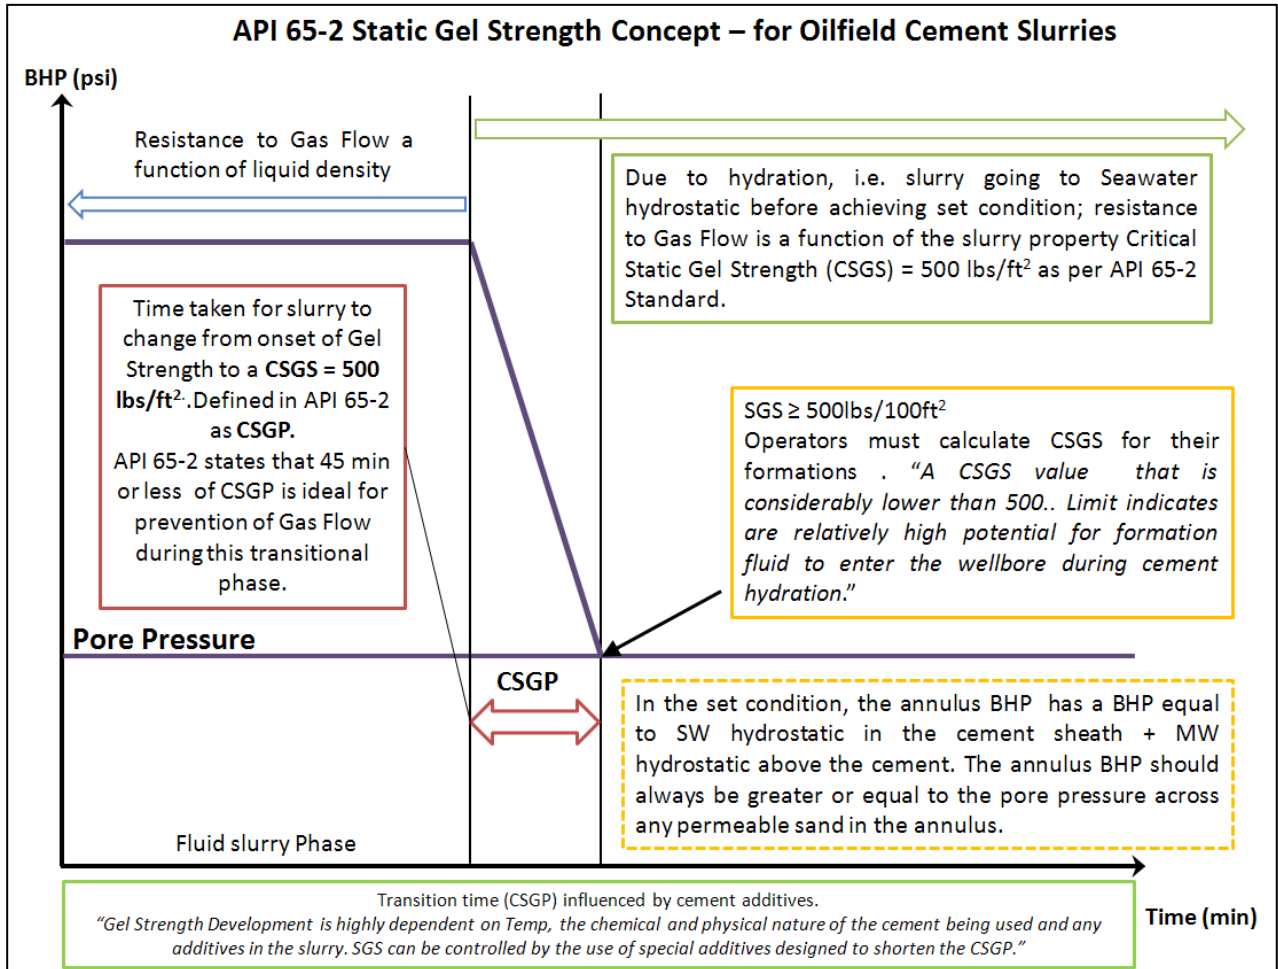 API 65-2 Static Gel Strength Concept – for Oilfield Cement Slurries
BHP (psi)
Resistance to Gas Flow a
function of liquid density
Due to hydration, i.e. slurry going to Seawater
hydrostatic before achieving set condition; resistance
to Gas Flow is a function of the slurry property Critical
Static Gel Strength (CSGS) = 500 lbs/ft² as per API 65-2
Standard.
Time taken for slurry to
change from onset of Gel
Strength to a CSGS = 500
lbs/ft².Defined in API 65-2
as CSGP.
API 65-2 states that 45 min
or less of CSGP is ideal for
prevention of Gas Flow
during this transitional
phase.
SGS ≥ 500lbs/100ft²
Operators must calculate CSGS for their
formations . “A CSGS value that is
considerably lower than 500.. Limit indicates
are relatively high potential for formation
fluid to enter the wellbore during cement
hydration.”
Pore Pressure
CSGP
In the set condition, the annulus BHP has a BHP equal
to SW hydrostatic in the cement sheath + MW
hydrostatic above the cement. The annulus BHP should
always be greater or equal to the pore pressure across
any permeable sand in the annulus.
Fluid slurry Phase
Transition time (CSGP) influenced by cement additives.
“Gel Strength Development is highly dependent on Temp, the chemical and physical nature of the cement being used and any
additives in the slurry. SGS can be controlled by the use of special additives designed to shorten the CSGP.”
Time (min)